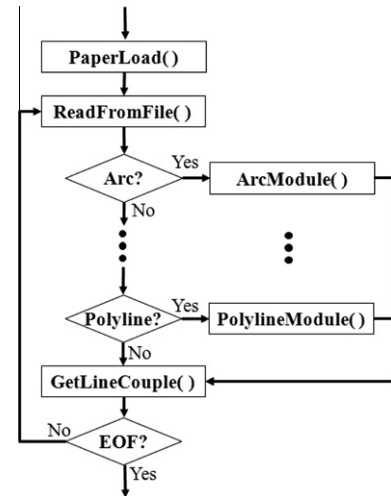 PaperLoad( )
ReadFromFile( )
Yes
Arc?
ArcModule( )
No
Yes
Polyline?
PolylineModule( )
No
GetLineCouple( )
No
EOF?
Yes